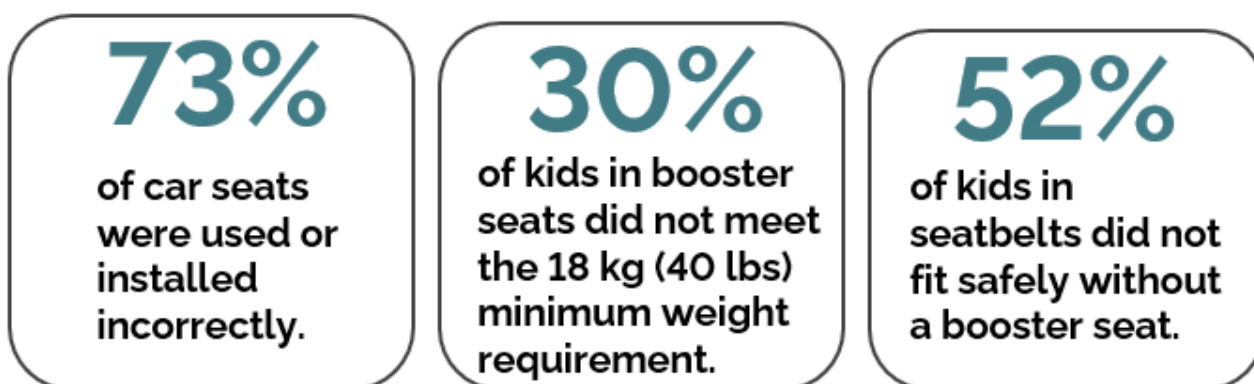 73%
of car seats
were used or
installed
incorrectly.
30%
of kids in booster
seats did not meet
the 18 kg (40 lbs)
minimum weight
requirement.
52%
of kids in
seatbelts did not
fit safely without
a booster seat.